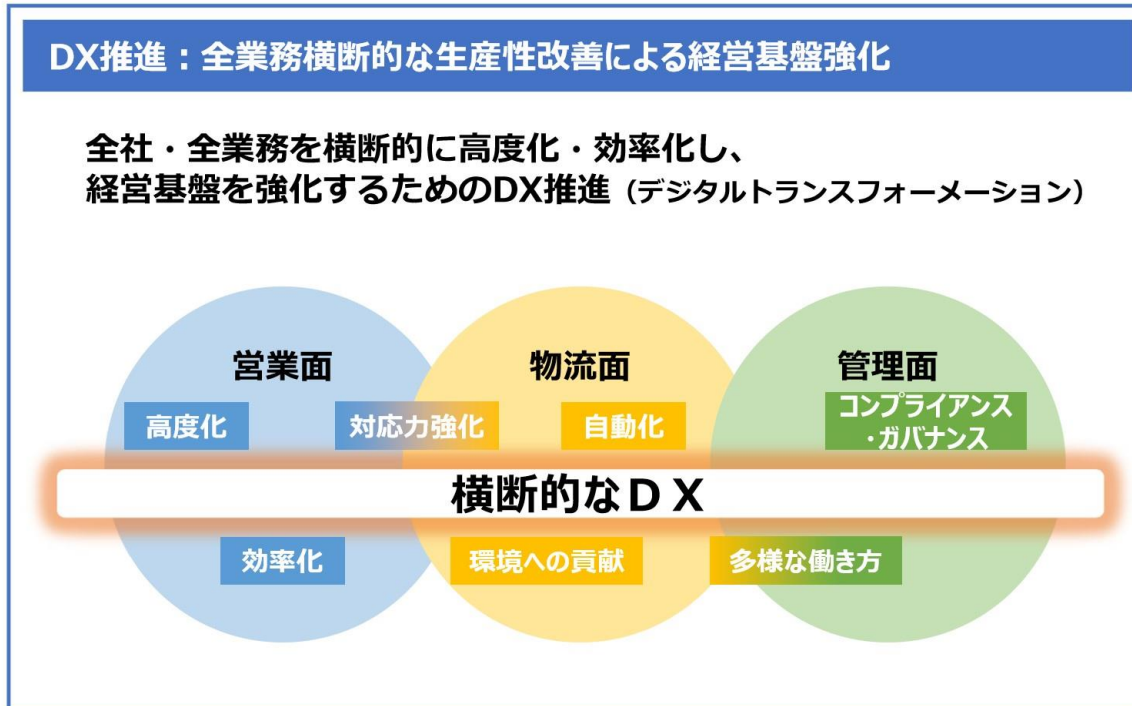 DX推進：全業務横断的な生産性改善による経営基盤強化
全社・全業務を横断的に高度化・効率化し、
経営基盤を強化するためのDX推進（デジタルトランスフォーメーション）
営業面
物流面
管理面
高度化
対応力強化
自動化
コンプライアンス
・ガバナンス
横断的なＤＸ
効率化
環境への貢献
多様な働き方